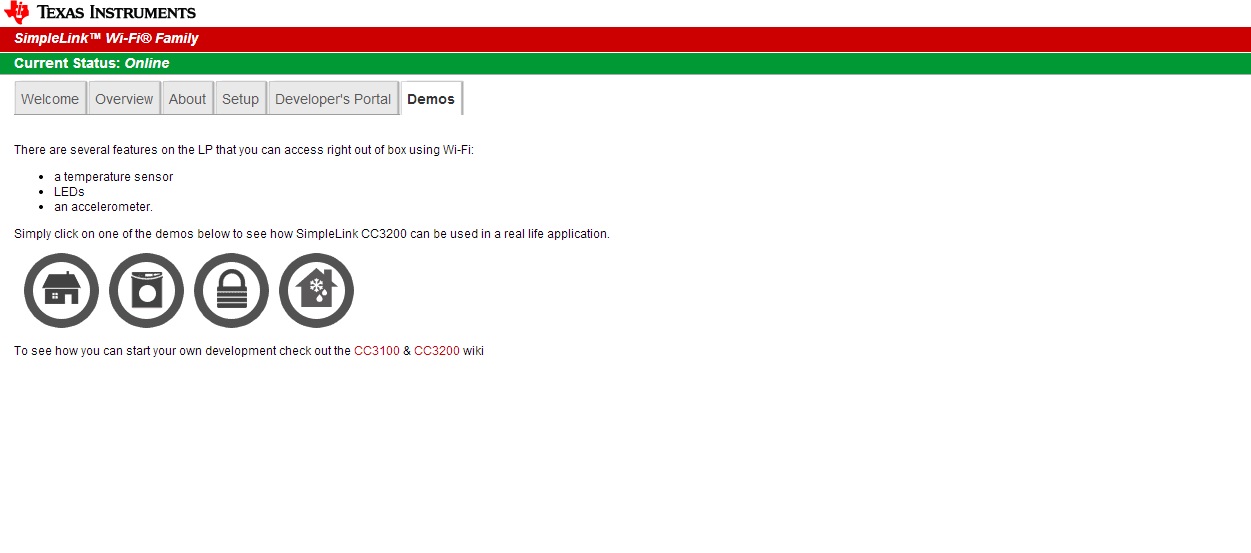 TEXAS INSTRUMENTS
SimpleLink™ Wi-Fi® Family
Current Status: Online
Welcome Overview About Setup Developer's Portal Demos
There are several features on the LP that you can access right out of box using Wi-Fi:
• a temperature sensor
• LEDs
• an accelerometer.
Simply click on one of the demos below to see how SimpleLink CC3200 can be used in a real life application.
To see how you can start your own development check out the CC3100 & CC3200 wiki